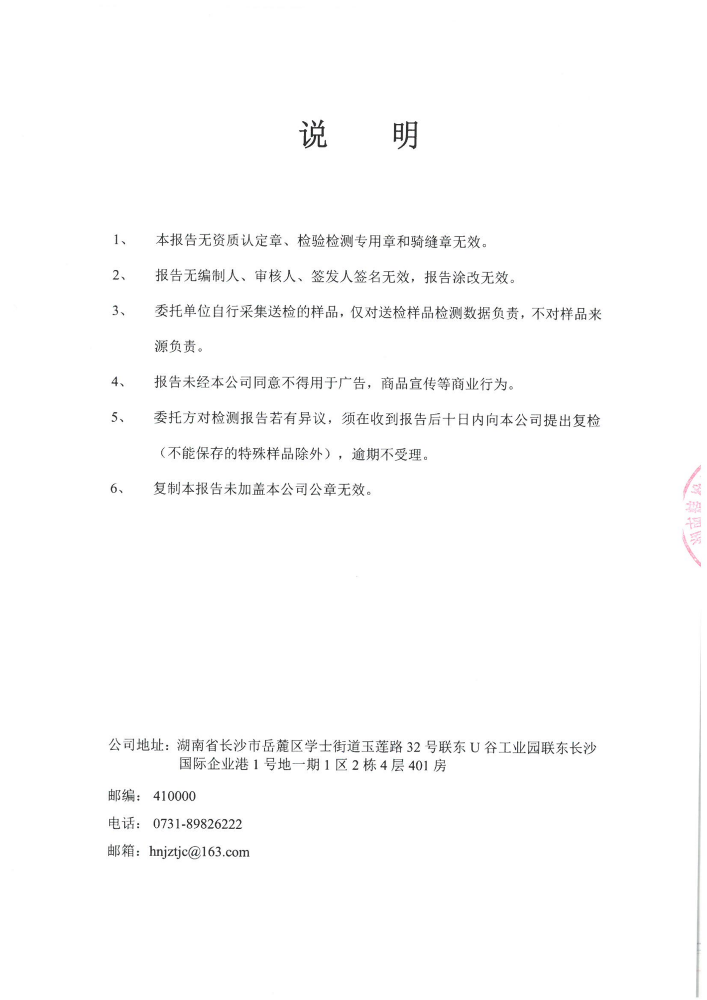 说 明
1、 本报告无资质认定章、检验检测专用章和骑缝章无效。
2、 报告无编制人、审核人、签发人签名无效，报告涂改无效。
3、 委托单位自行采集送检的样品，仅对送检样品检测数据负责，不对样品来
源负责。
4、 报告未经本公司同意不得用于广告，商品宣传等商业行为。
5、 委托方对检测报告若有异议，须在收到报告后十日内向本公司提出复检
（不能保存的特殊样品除外），逾期不受理。
6、 复制本报告未加盖本公司公章无效。
公司地址：湖南省长沙市岳麓区学士街道玉莲路 32 号联东 U 谷工业园联东长沙
国际企业港 1 号地一期 1 区 2 栋 4 层 401 房
邮编： 410000
电话： 0731-89826222
邮箱：hnjztjc@163.com